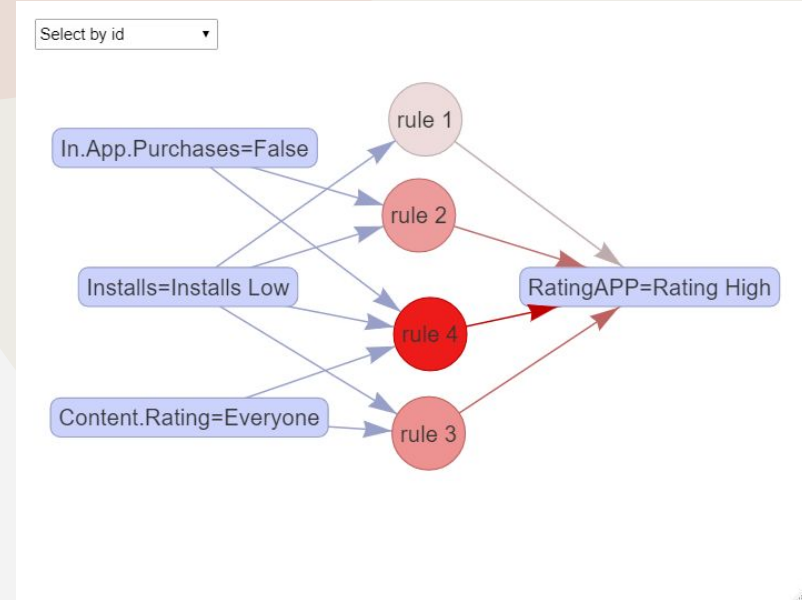 Select by id
rule 1
In.App.Purchases=False
rule 2
Installs=Installs Low
RatingAPP=Rating High
rule 4
Content.Rating=Everyone
rule 3